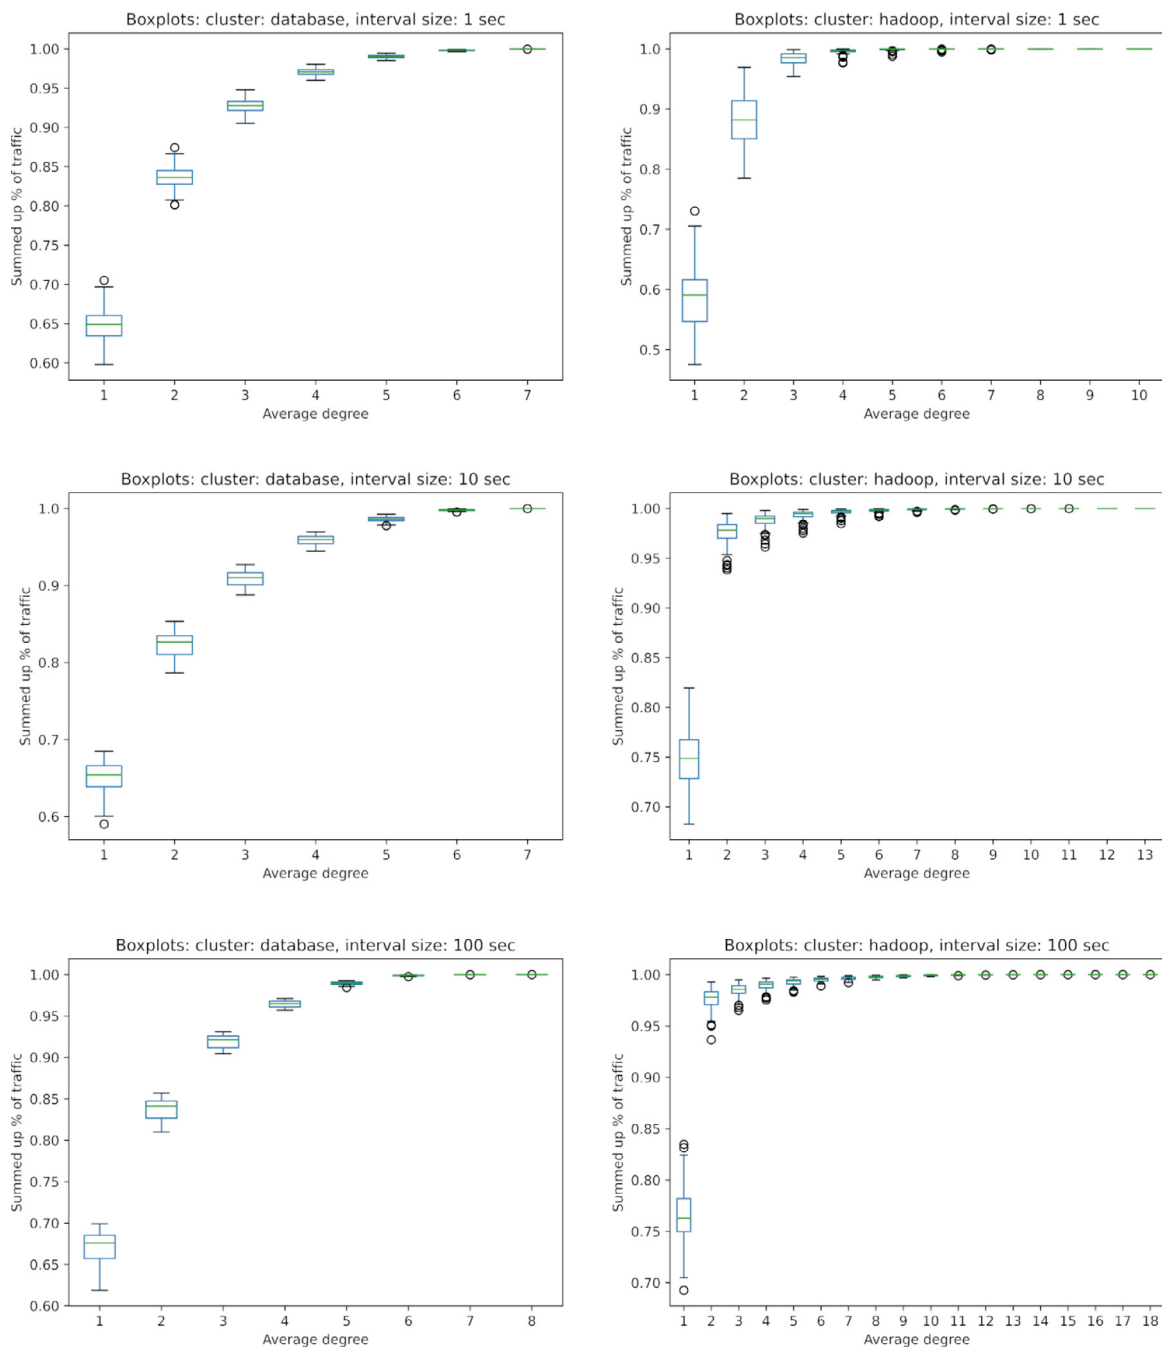 Boxplots: cluster: database, interval size: 1 sec
Summed up % of traffic
1.00
0.95
0.90
0.85
0.80
0.75
0.70
0.65
0.60
1 2 3 4 5 6 7
Average degree
Boxplots: cluster: hadoop, interval size: 1 sec
Summed up % of traffic
1.0
0.9
0.8
0.7
0.6
0.5
1 2 3 4 5 6 7 8 9 10
Average degree
Boxplots: cluster: database, interval size: 10 sec
Summed up % of traffic
1.0
0.9
0.8
0.7
0.6
1 2 3 4 5 6 7
Average degree
Boxplots: cluster: hadoop, interval size: 10 sec
Summed up % of traffic
1.00
0.95
0.90
0.85
0.80
0.75
0.70
1 2 3 4 5 6 7 8 9 10 11 12 13
Average degree
Boxplots: cluster: database, interval size: 100 sec
Summed up % of traffic
1.00
0.95
0.90
0.85
0.80
0.75
0.70
0.65
0.60
1 2 3 4 5 6 7 8
Average degree
Boxplots: cluster: hadoop, interval size: 100 sec
Summed up % of traffic
1.00
0.95
0.90
0.85
0.80
0.75
0.70
1 2 3 4 5 6 7 8 9 10 11 12 13 14 15 16 17 18
Average degree